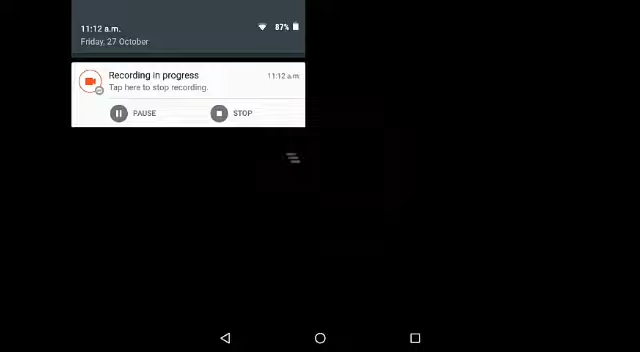 11:12 a.m.
87%
Friday, 27 October
Recording in progress
11:12 a.m.
Tap here to stop recording.
PAUSE
STOP